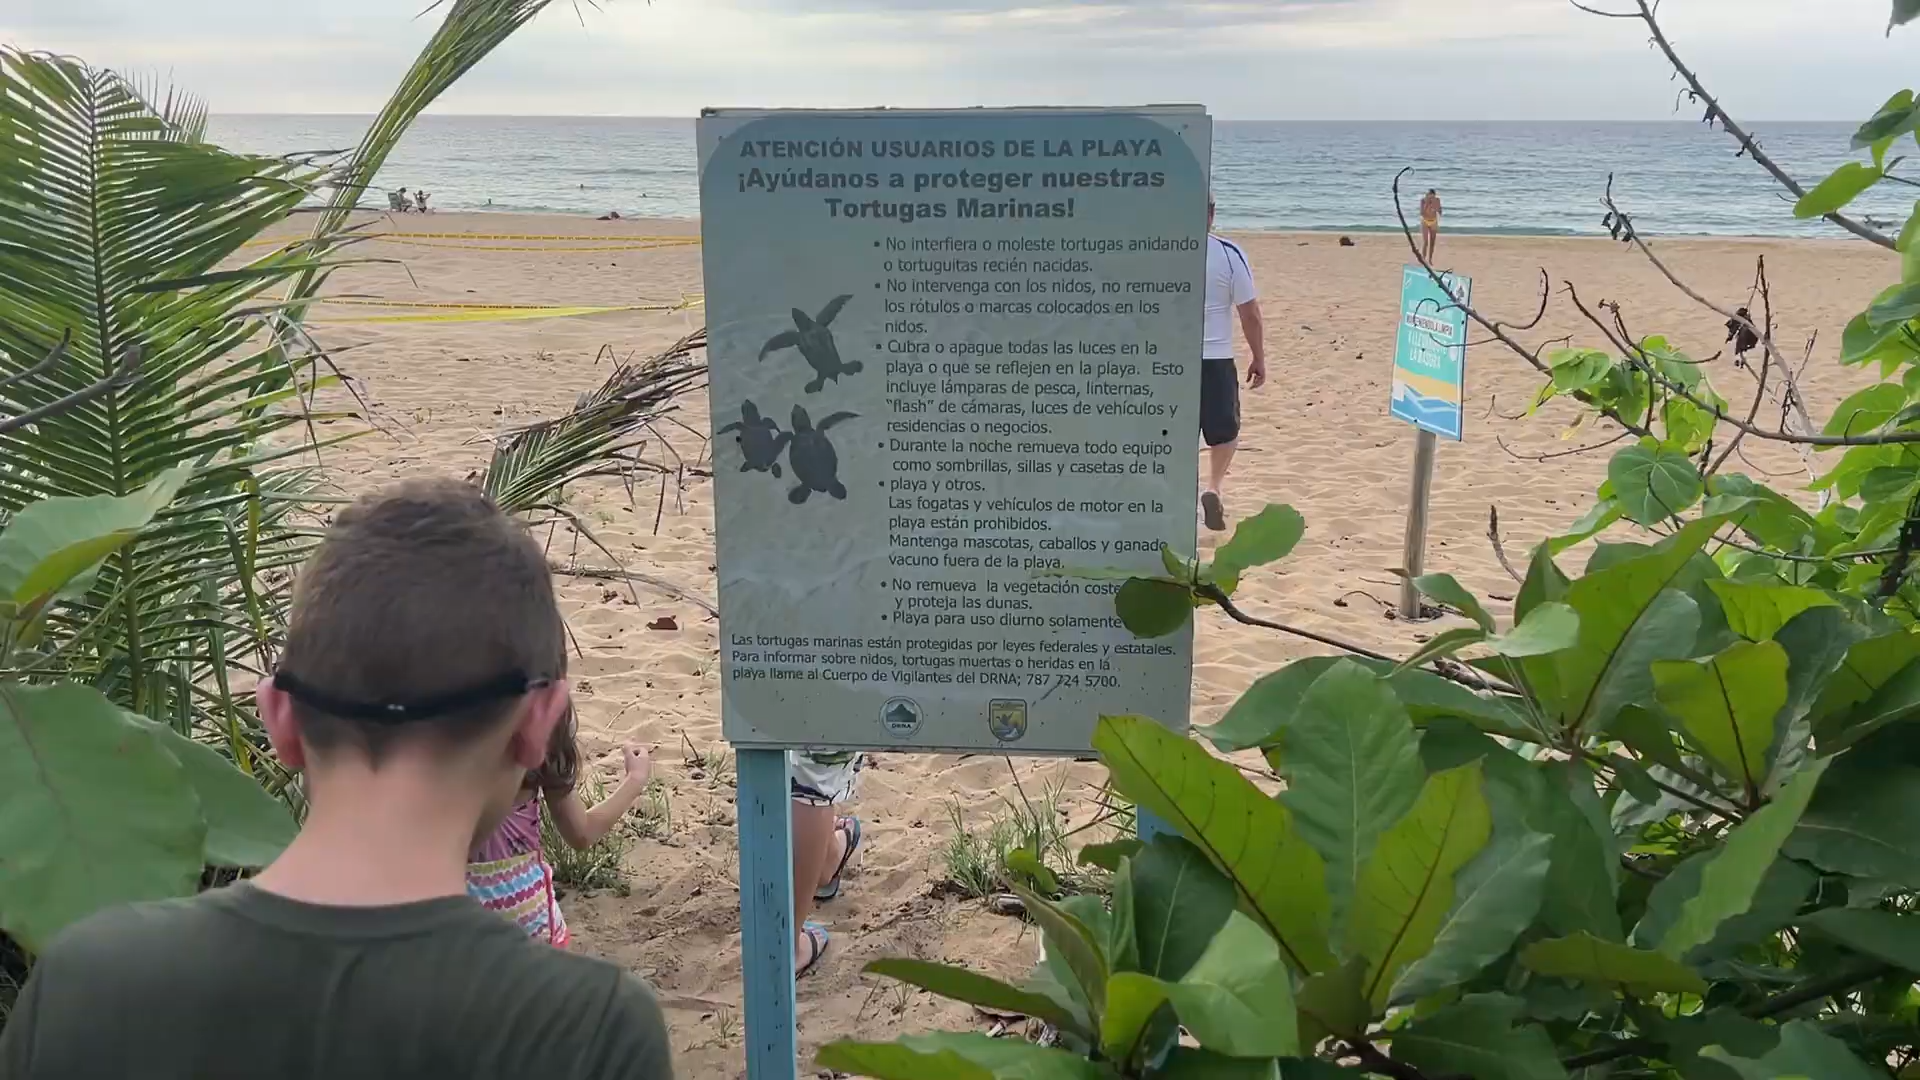 ATENCIÓN USUARIOS DE LA PLAYA
¡Ayúdanos a proteger nuestras
Tortugas Marinas!
• No interfiera o moleste tortugas anidando
o tortuguitas recién nacidas.
• No intervenga con los nidos, no remueva
los rótulos o marcas colocados en los
nidos.
• Cubra o apague todas las luces en la
playa o que se reflejen en la playa. Esto
incluye lámparas de pesca, linternas,
"flash" de cámaras, luces de vehículos y
residencias o negocios.
• Durante la noche remueva todo equipo
como sombrillas, sillas y casetas de la
• playa y otros.
Las fogatas y vehículos de motor en la
playa están prohibidos.
Mantenga mascotas, caballos y ganado
vacuno fuera de la playa.
• No remueva la vegetación coste
y proteja las dunas.
• Playa para uso diurno solamente
Las tortugas marinas están protegidas por leyes federales y estatales.
Para informar sobre nidos, tortugas muertas o heridas en la
playa llame al Cuerpo de Vigilantes del DRNA; 787 724 5700.
DRNA
LA BASURA